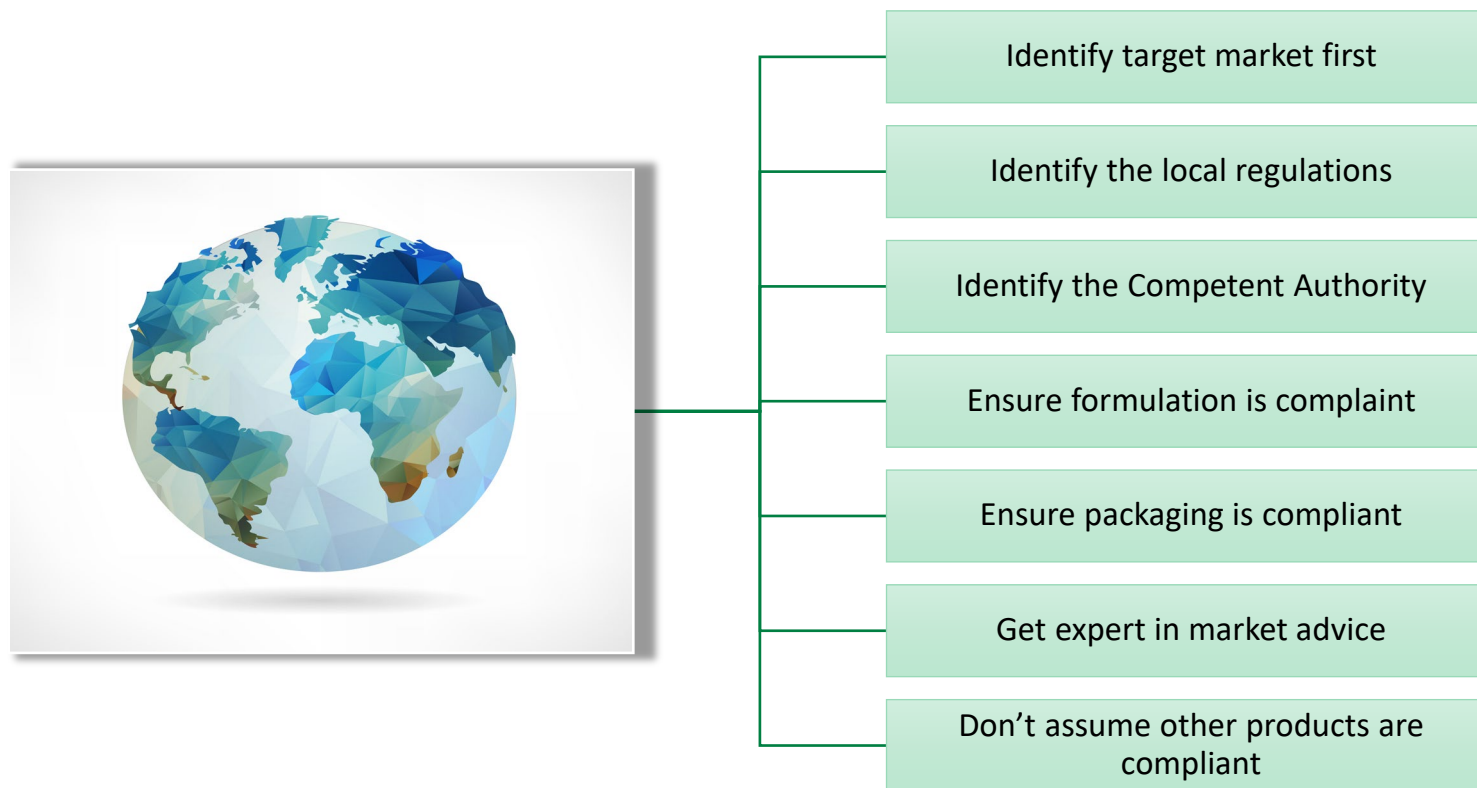 Identify target market first
Identify the local regulations
Identify the Competent Authority
Ensure formulation is complaint
Ensure packaging is compliant
Get expert in market advice
Don’t assume other products are
compliant